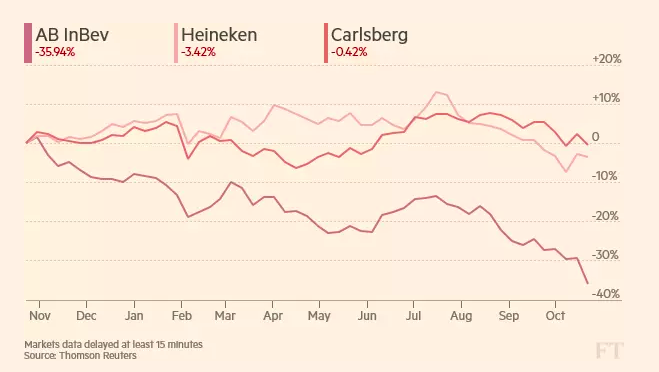 AB InBev Heineken Carlsberg
-35.94% -3.42% -0.42%
+20%
+10%
0
-10%
-20%
-30%
-40%
Nov Dec Jan Feb Mar Apr May Jun Jul Aug Sep Oct
Markets data delayed at least 15 minutes
Source: Thomson Reuters
FT